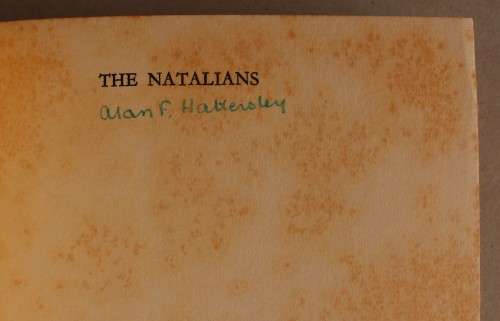 THE NATALIANS
Alan F. Hattersley